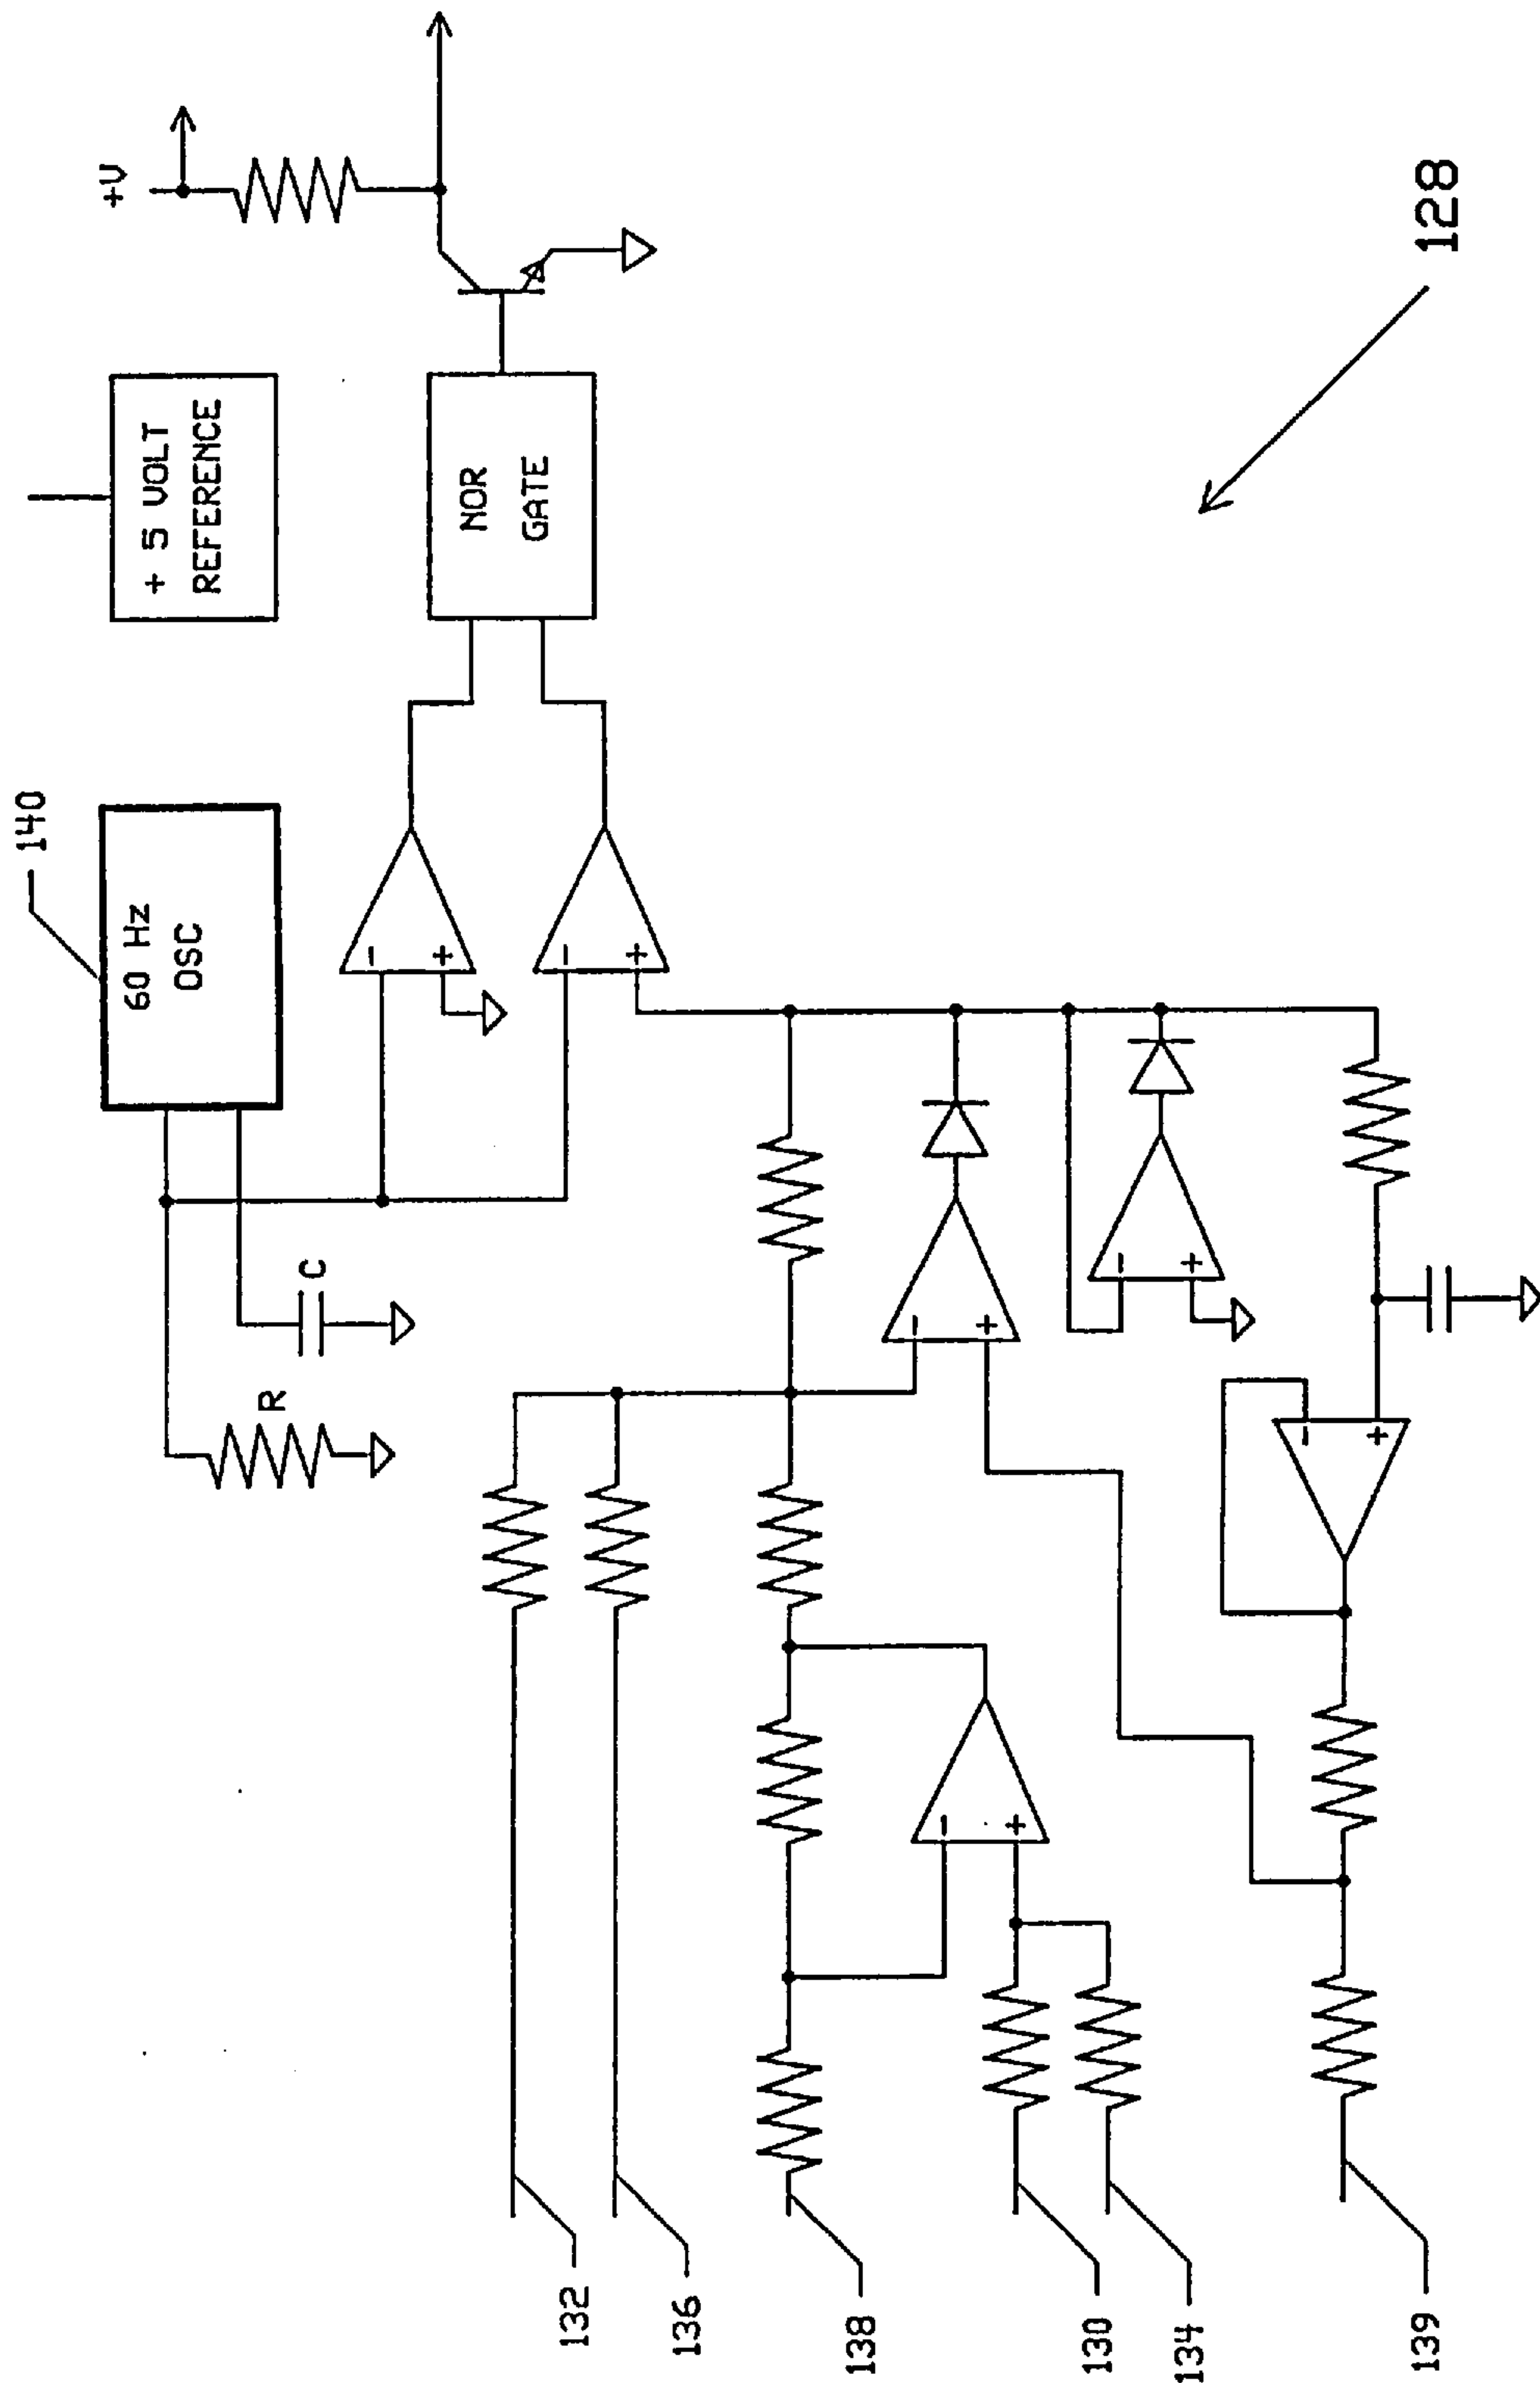 140
60 Hz
OSC
+ 5 VOLT
REFERENCE
+V
R
C
-
+
-
+
NOR
GATE
132
136
138
-
+
-
+
-
+
130
134
-
+
139
128